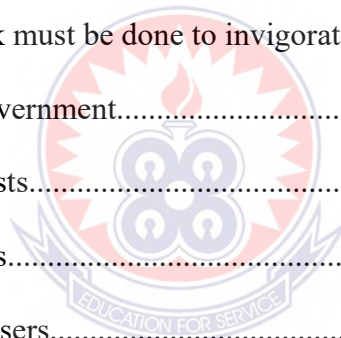 k must be done to invigorat
vernment....................................
sts.....................................
s.........................................
sers....................................
EDUCATION FOR SERVICE